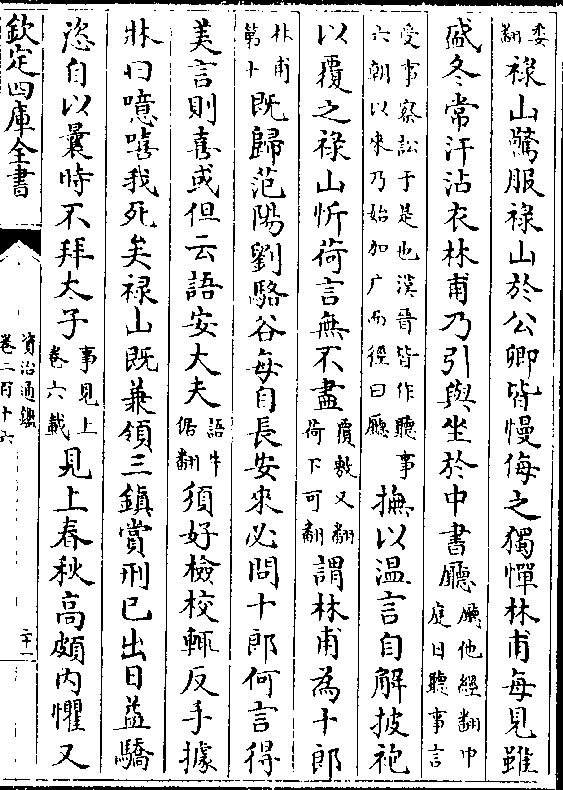 委翻祿山驚服祿山於公卿皆慢侮之獨憚林甫每見雖
盛冬常汗沾衣林甫乃引與坐於中書廳廳他經翻中庭曰聽事言
受事察訟于是也漢晉皆作聽事六朝以來乃始加广而徑曰廳撫以溫言自解披袍
以覆之祿山忻荷言無不盡覆敷又翻荷下可翻謂林甫為十郎
林甫第十既歸范陽劉駱谷每自長安來必問十郎何言得
美言則喜或但云語安大夫語牛倨翻須好檢校輒反手據
牀曰噫嘻我死矣祿山既兼領三鎮賞刑已出日益驕
恣自以曩時不拜太子事見上卷六載見上春秋高頗內懼又
欽定四庫全書
資治通鑑
卷二百十六
二十一